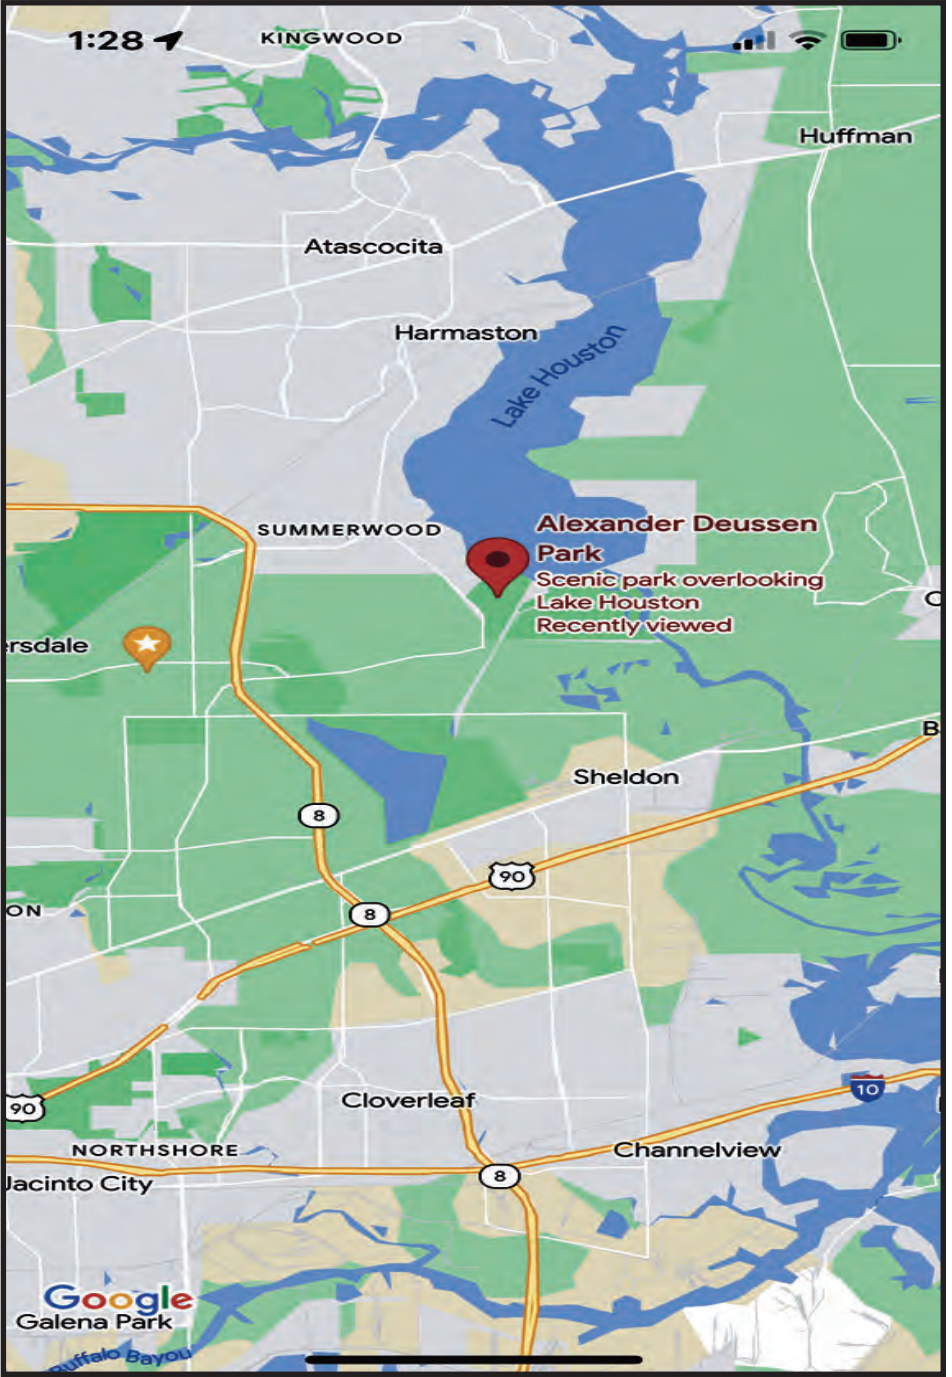 1:28
KINGWOOD
Huffman
Atascocita
Harmaston
Lake Houston
SUMMERWOOD
Alexander Deussen
Park
Scenic park overlooking
Lake Houston
Recently viewed
C
ersdale
B
Sheldon
8
90
8
ON
10
Cloverleaf
90
NORTHSHORE
Channelview
8
Jacinto City
Google
Galena Park
Buffalo Bayou